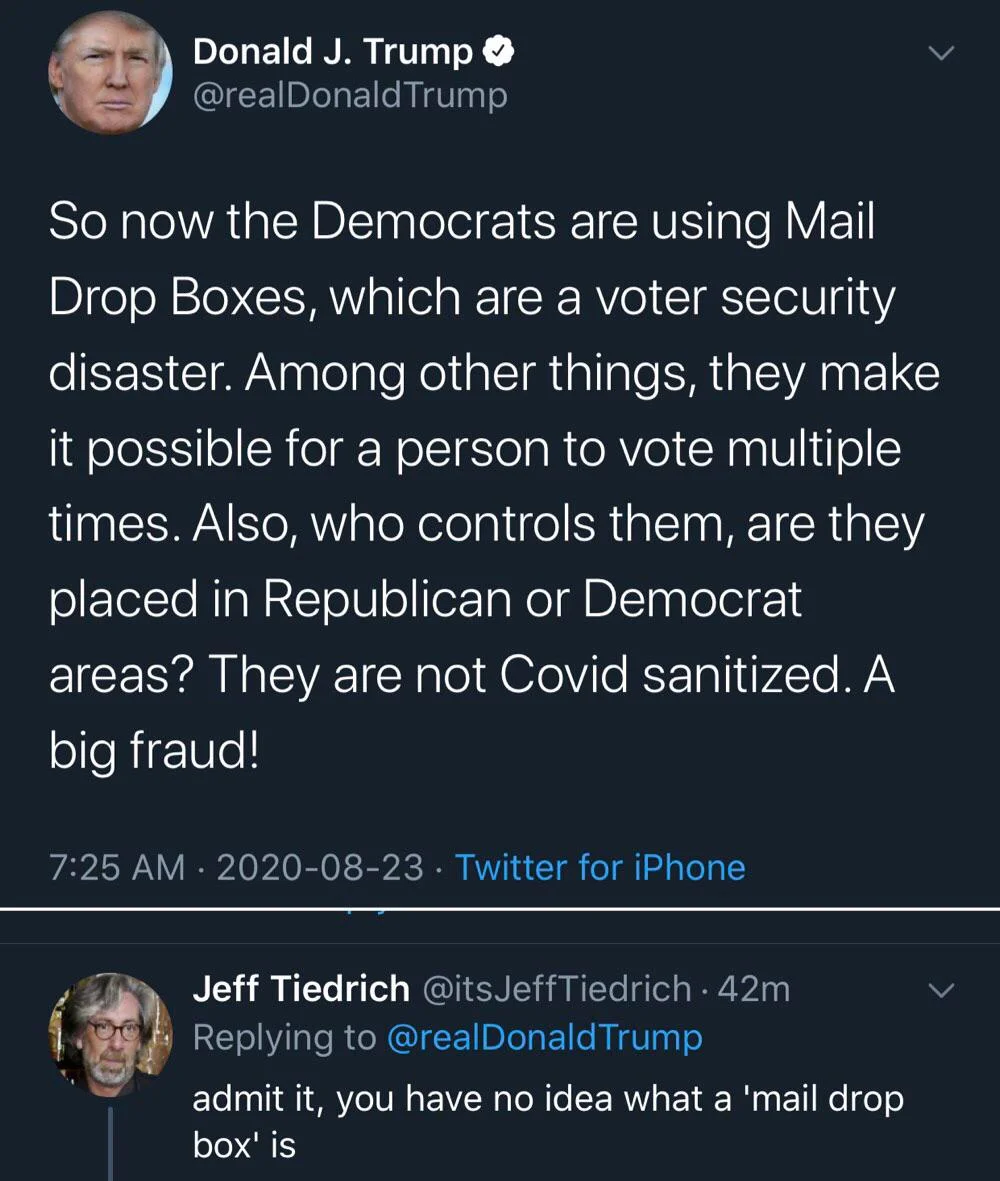 Donald J. Trump
@realDonaldTrump
So now the Democrats are using Mail
Drop Boxes, which are a voter security
disaster. Among other things, they make
it possible for a person to vote multiple
times. Also, who controls them, are they
placed in Republican or Democrat
areas? They are not Covid sanitized. A
big fraud!
7:25 AM · 2020-08-23 · Twitter for iPhone
Jeff Tiedrich @itsJeffTiedrich · 42m
Replying to @realDonaldTrump
admit it, you have no idea what a 'mail drop
box' is